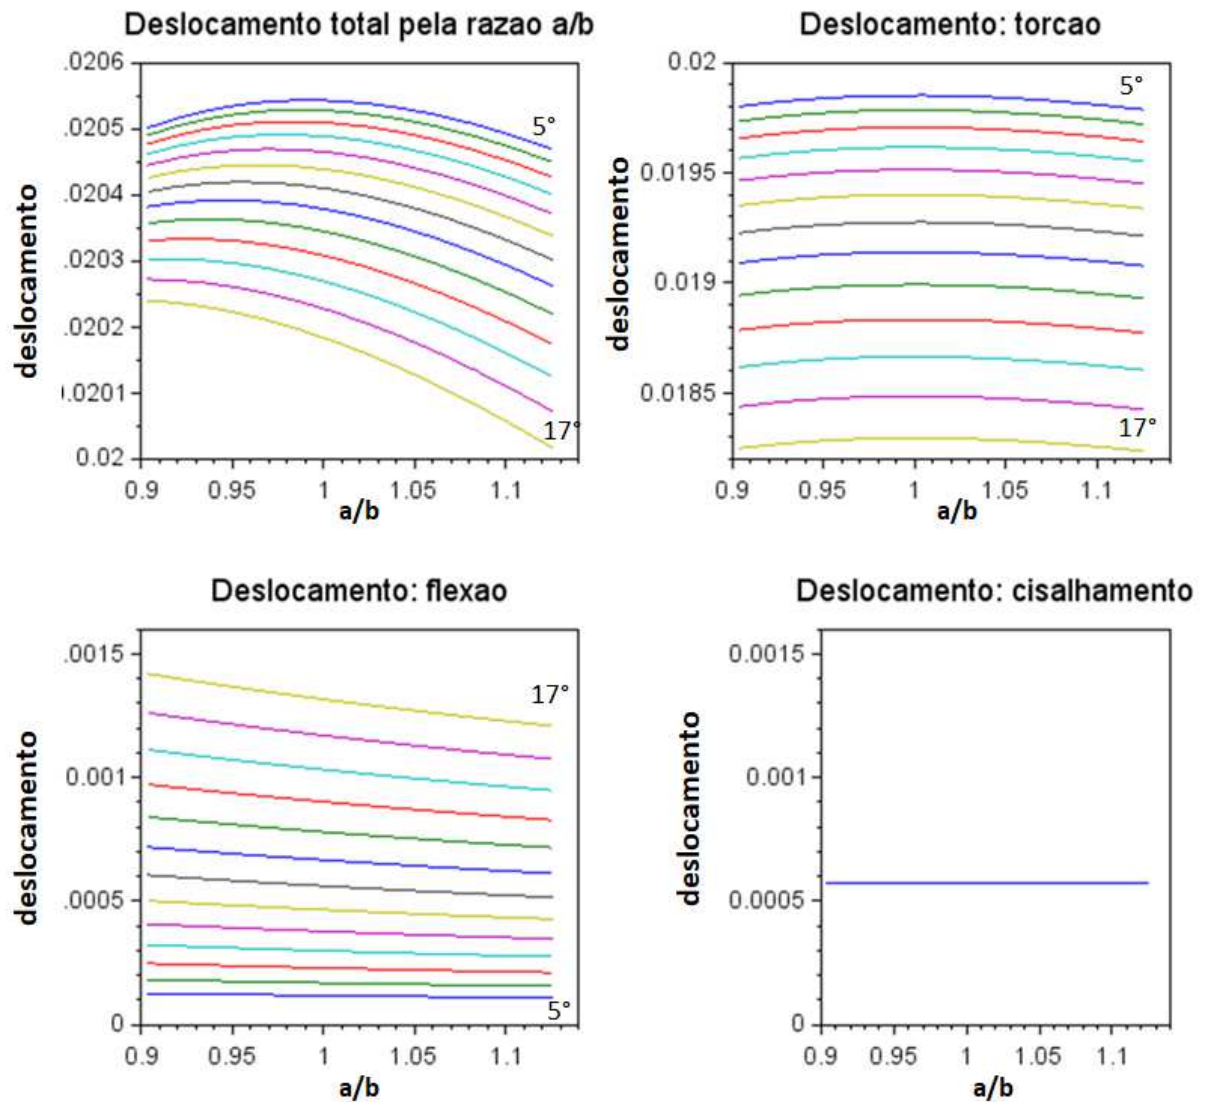 Deslocamento total pela razao a/b
.0206
.0205
.0204
.0203
.0202
).0201
0.02
0.9 0.95 1 1.05 1.1
a/b
deslocamento
5°
17°
Deslocamento: torcao
0.02
0.0195
0.019
0.0185
0.9 0.95 1 1.05 1.1
a/b
deslocamento
5°
17°
Deslocamento: flexao
.0015
0.001
.0005
0
0.9 0.95 1 1.05 1.1
a/b
deslocamento
17°
5°
Deslocamento: cisalhamento
0.0015
0.001
0.0005
0
0.9 0.95 1 1.05 1.1
a/b
deslocamento